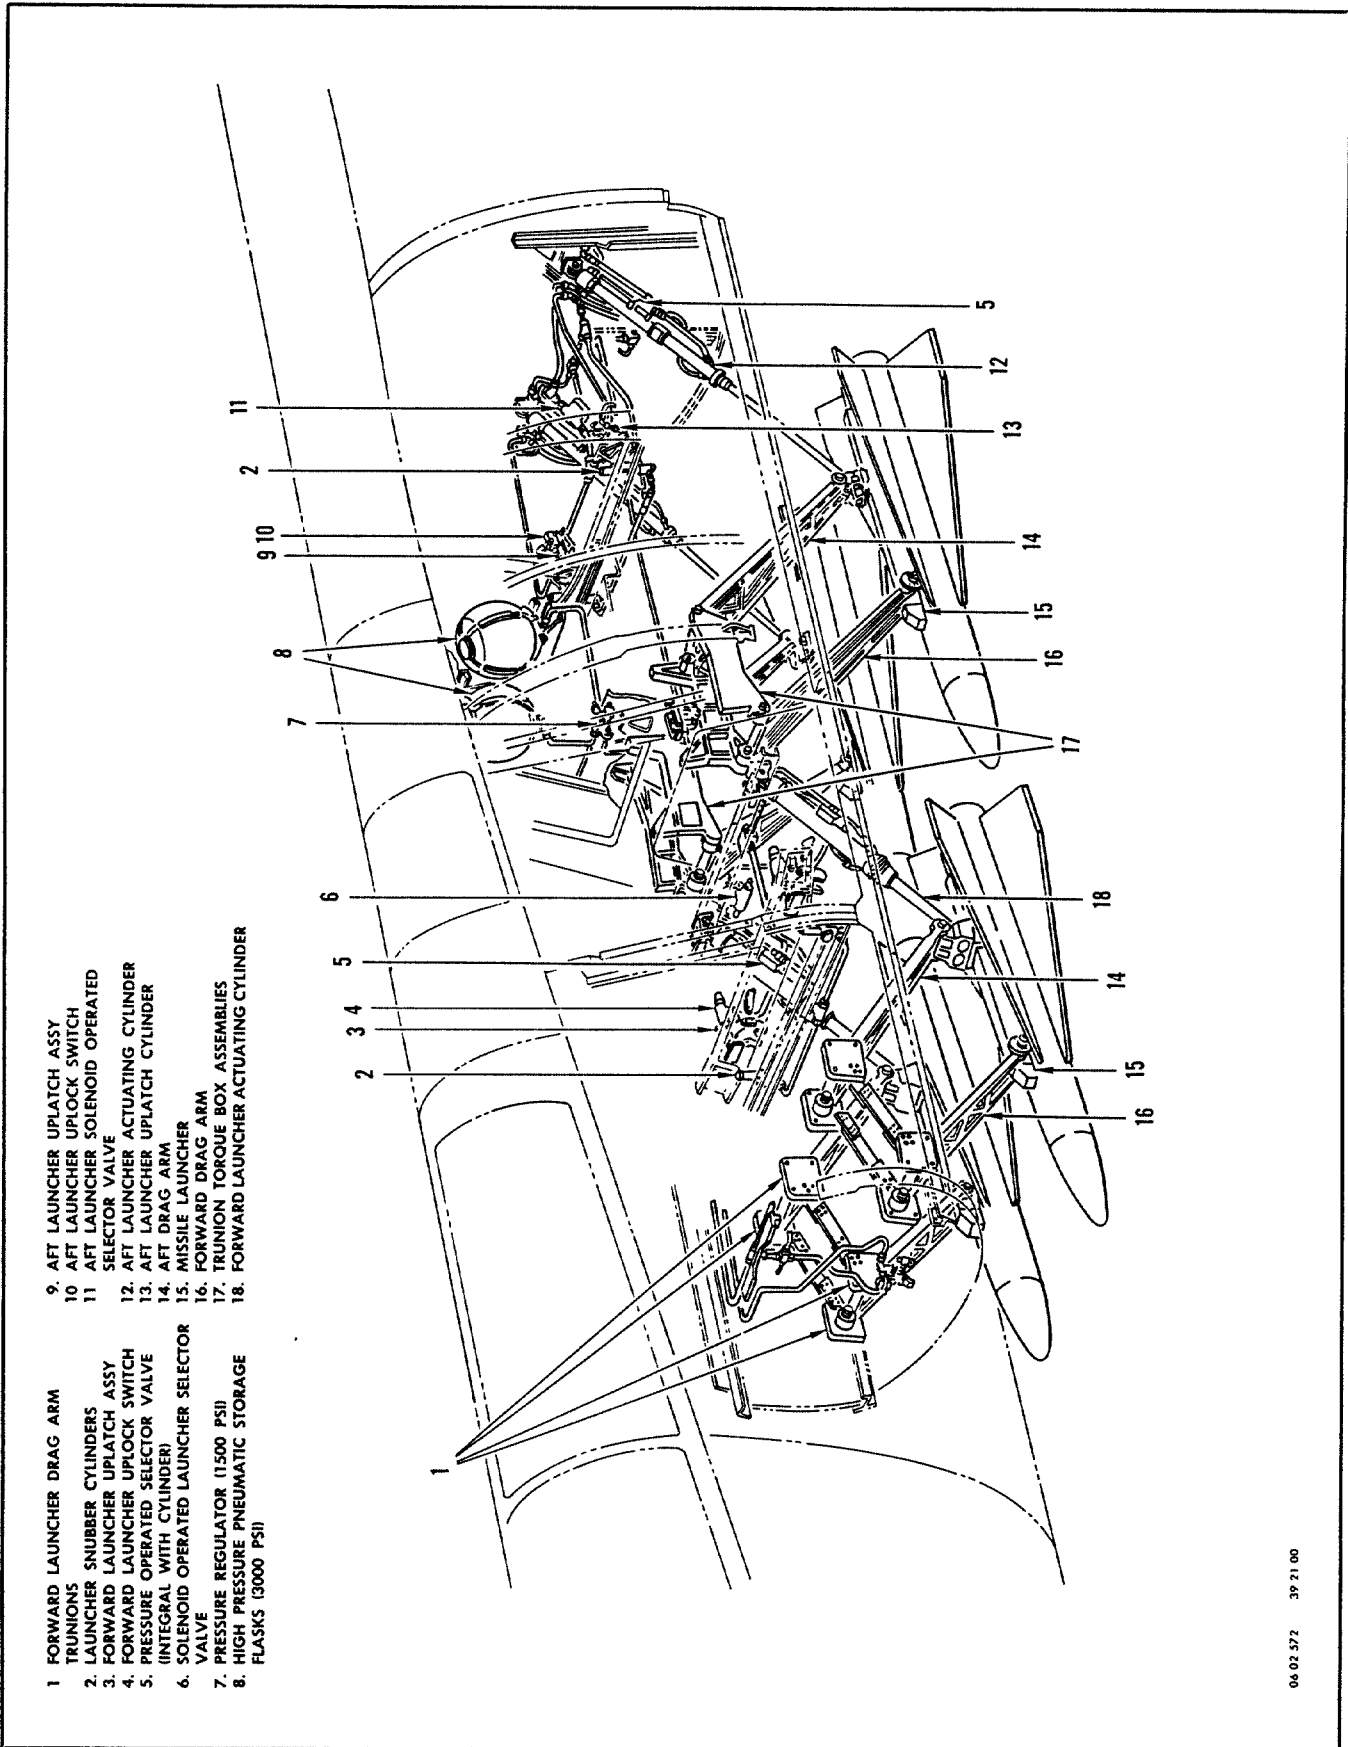 1 FORWARD LAUNCHER DRAG ARM
TRUNIONS
2. LAUNCHER SNUBBER CYLINDERS
3. FORWARD LAUNCHER UPLATCH ASSY
4. FORWARD LAUNCHER UPLOCK SWITCH
5. PRESSURE OPERATED SELECTOR VALVE
(INTEGRAL WITH CYLINDER)
6. SOLENOID OPERATED LAUNCHER SELECTOR
VALVE
7. PRESSURE REGULATOR (1500 PSI)
8. HIGH PRESSURE PNEUMATIC STORAGE
FLASKS (3000 PSI)
9. AFT LAUNCHER UPLATCH ASSY
10 AFT LAUNCHER UPLOCK SWITCH
11 AFT LAUNCHER SOLENOID OPERATED
SELECTOR VALVE
12. AFT LAUNCHER ACTUATING CYLINDER
13. AFT LAUNCHER UPLATCH CYLINDER
14. AFT DRAG ARM
15. MISSILE LAUNCHER
16. FORWARD DRAG ARM
17. TRUNION TORQUE BOX ASSEMBLIES
18. FORWARD LAUNCHER ACTUATING CYLINDER
1
2
3
4
5
6
7
8
9
10
2
11
5
12
13
14
15
16
17
18
14
15
16
06 02 572 39 21 00